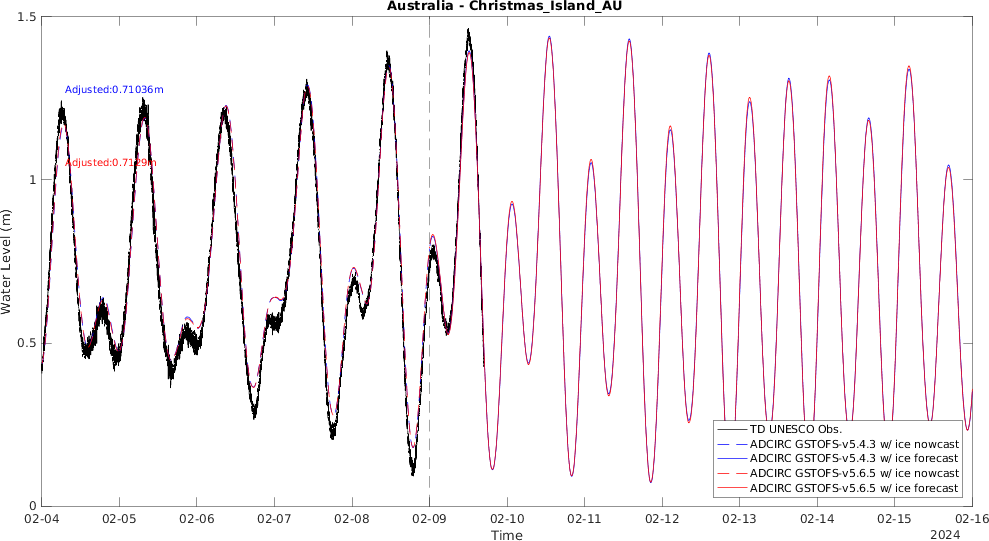 Australia - Christmas_Island_AU
Water Level (m)
1.5
1
0.5
0
Adjusted:0.71036m
Adjusted:0.7129m
TD UNESCO Obs.
ADCIRC GSTOFS-v5.4.3 w/ ice nowcast
ADCIRC GSTOFS-v5.4.3 w/ ice forecast
ADCIRC GSTOFS-v5.6.5 w/ ice nowcast
ADCIRC GSTOFS-v5.6.5 w/ ice forecast
02-04 02-05 02-06 02-07 02-08 02-09 02-10 02-11 02-12 02-13 02-14 02-15 02-16
Time
2024